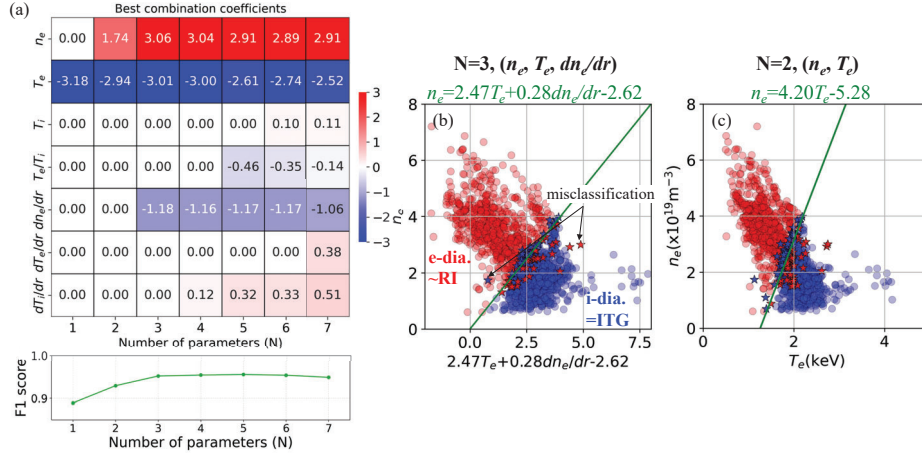 (a)
Best combination coefficients
n_e 0.00 1.74 3.06 3.04 2.91 2.89 2.91
T_e -3.18 -2.94 -3.01 -3.00 -2.61 -2.74 -2.52
T_i 0.00 0.00 0.00 0.00 0.00 0.10 0.11
T_e/T_i 0.00 0.00 0.00 0.00 -0.46 -0.35 -0.14
dn_e/dr 0.00 0.00 -1.18 -1.16 -1.17 -1.17 -1.06
dT_e/dr 0.00 0.00 0.00 0.00 0.00 0.00 0.38
dT_i/dr 0.00 0.00 0.00 0.12 0.32 0.33 0.51
1 2 3 4 5 6 7
Number of parameters (N)
3
2
1
0
-1
-2
-3
F1 score
1.0
0.9
1 2 3 4 5 6 7
Number of parameters (N)
N=3, (n_e, T_e, dn_e/dr)
n_e=2.47T_e+0.28dn_e/dr-2.62
(b)
n_e
8
6
4
2
0
misclassification
e-dia.
~RI
i-dia.
=ITG
0.0 2.5 5.0 7.5
2.47T_e+0.28dn_e/dr-2.62
N=2, (n_e, T_e)
n_e=4.20T_e-5.28
(c)
n_e(x10¹⁹m⁻³)
8
6
4
2
0
0 2 4
T_e(keV)